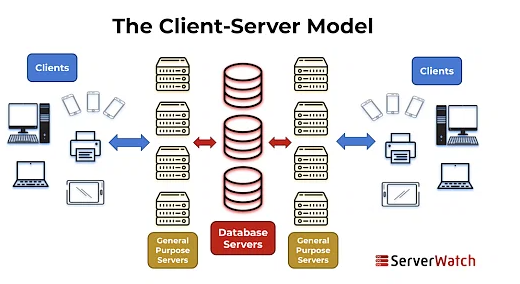 The Client-Server Model
Clients
Clients
General
Purpose
Servers
Database
Servers
General
Purpose
Servers
ServerWatch